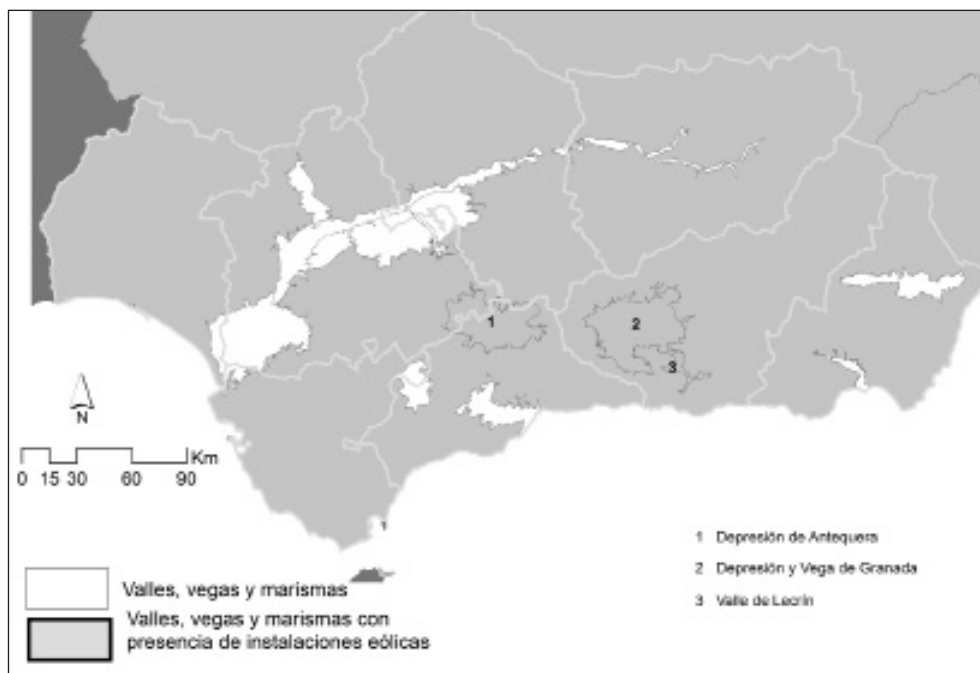 1
2
3
N
Km
0 15 30 60 90
1
1 Depresión de Antequera
2 Depresión y Vega de Granada
3 Valle de Lecrín
Valles, vegas y marismas
Valles, vegas y marismas con
presencia de instalaciones eólicas